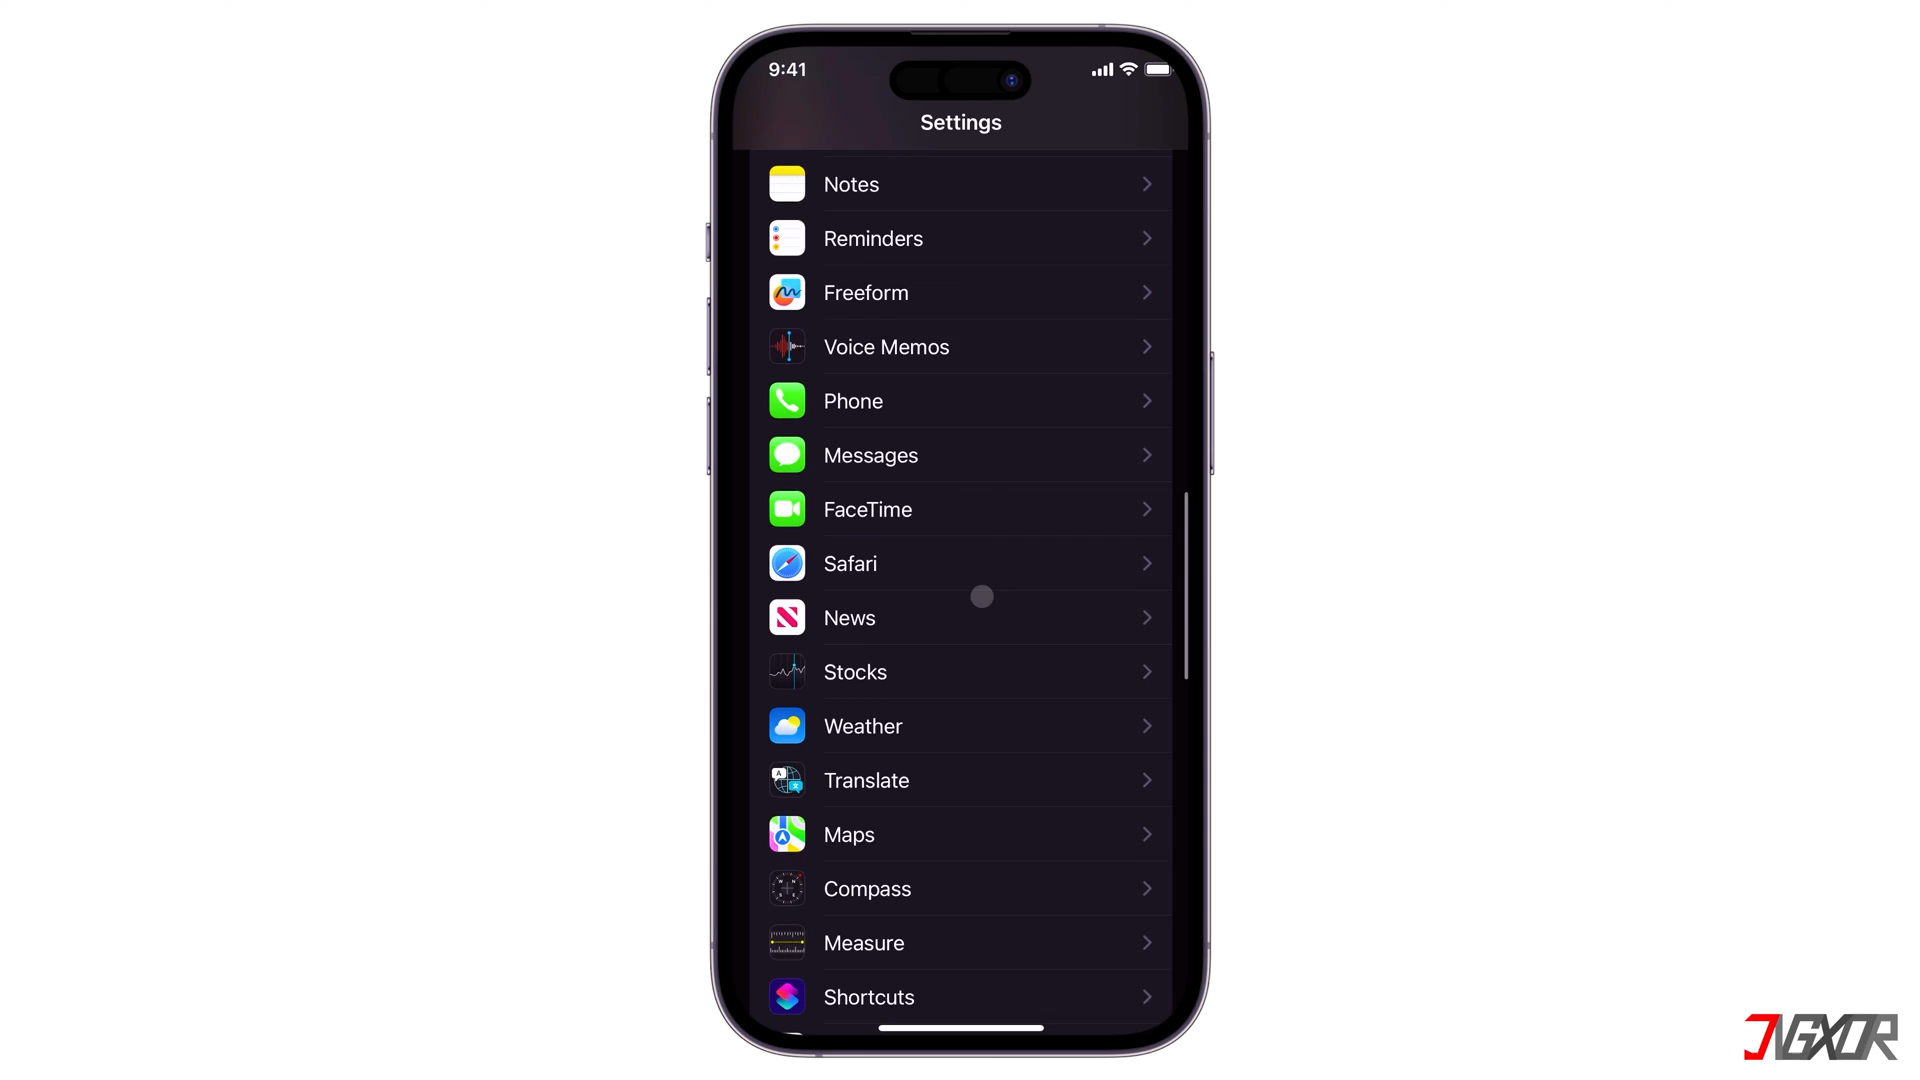 9:41
Settings
Notes
Reminders
Freeform
Voice Memos
Phone
Messages
FaceTime
Safari
News
Stocks
Weather
Translate
Maps
Compass
Measure
Shortcuts
JIGXOR